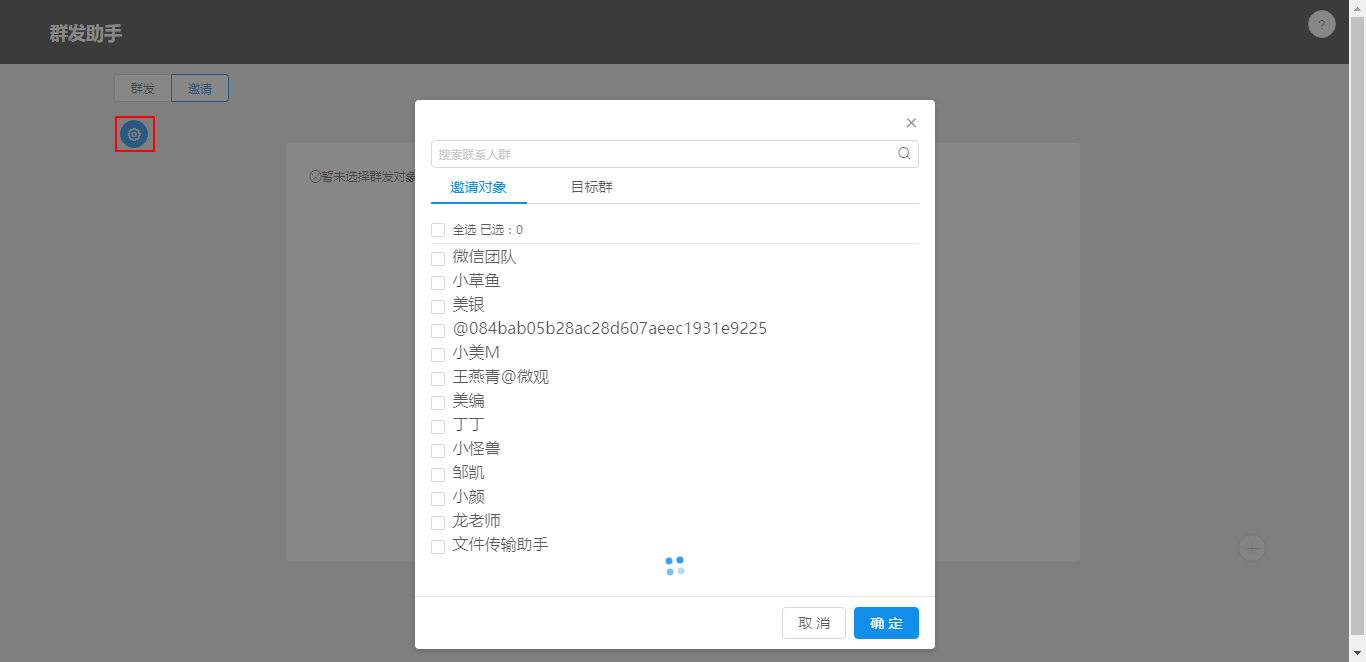 群发助手
?
群发
邀请
暂未选择群发对象
搜索联系人群
邀请对象
目标群
全选 已选：0
微信团队
小草鱼
美银
@084bab05b28ac28d607aeec1931e9225
小美M
王燕青@微观
美编
丁丁
小怪兽
邹凯
小颜
龙老师
文件传输助手
取 消
确 定